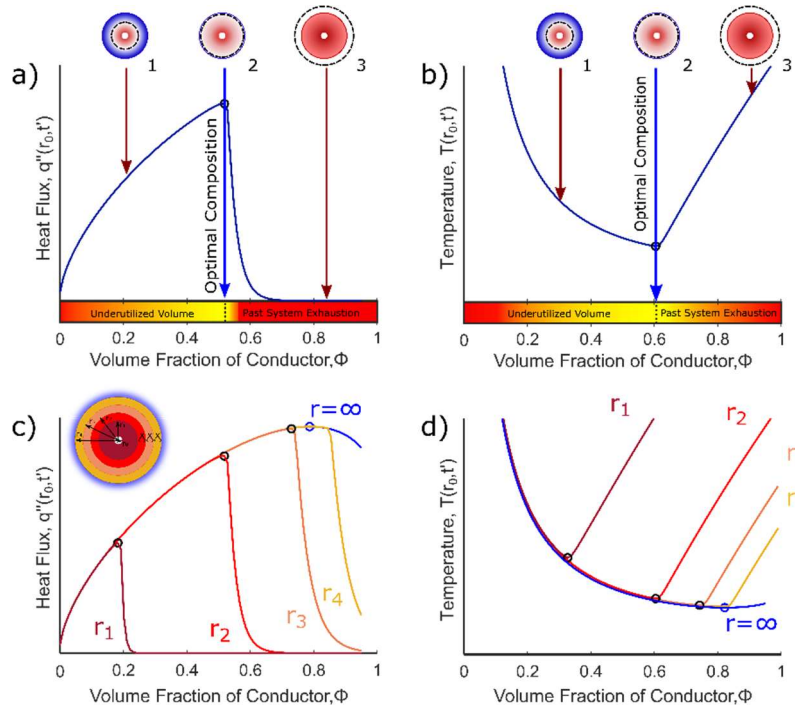 1
2
3
a)
Heat Flux, q"(r₀,t')
Optimal Composition
Underutilized Volume
Past System Exhaustion
0
0.2
0.4
0.6
0.8
1
Volume Fraction of Conductor,Φ
1
2
3
b)
Temperature, T(r₀,t')
Optimal Composition
Underutilized Volume
Past System Exhaustion
0
0.2
0.4
0.6
0.8
1
Volume Fraction of Conductor,Φ
c)
Heat Flux, q"(r₀,t')
r=∞
r₁
r₂
r₃
r₄
0
0.2
0.4
0.6
0.8
1
Volume Fraction of Conductor,Φ
d)
Temperature, T(r₀,t')
r₁
r₂
r
r
r=∞
0
0.2
0.4
0.6
0.8
1
Volume Fraction of Conductor,Φ